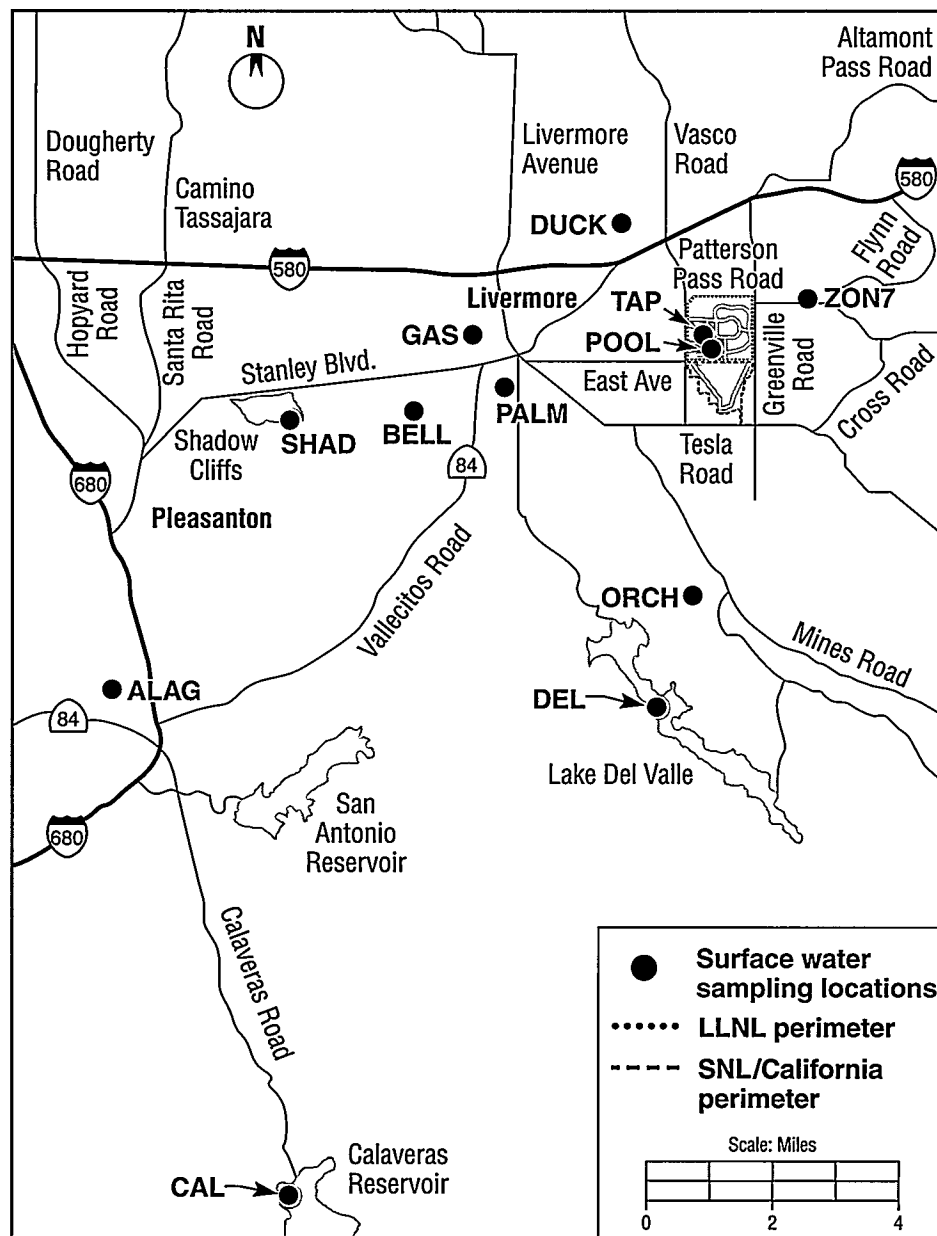 N
Altamont
Pass Road
Dougherty
Road
Livermore
Avenue
Vasco
Road
Camino
Tassajara
580
DUCK
580
Patterson
Pass Road
Flynn
Road
Hopyard
Road
Santa Rita
Road
Livermore
TAP
ZON7
GAS
POOL
Greenville
Road
Stanley Blvd.
East Ave
Cross Road
PALM
Shadow
Cliffs
SHAD
BELL
84
Tesla
Road
680
Pleasanton
Vallecitos Road
ORCH
Mines Road
ALAG
84
DEL
Lake Del Valle
San
Antonio
Reservoir
680
Calaveras Road
Surface water
sampling locations
LLNL perimeter
SNL/California
perimeter
Scale: Miles
0 2 4
Calaveras
Reservoir
CAL